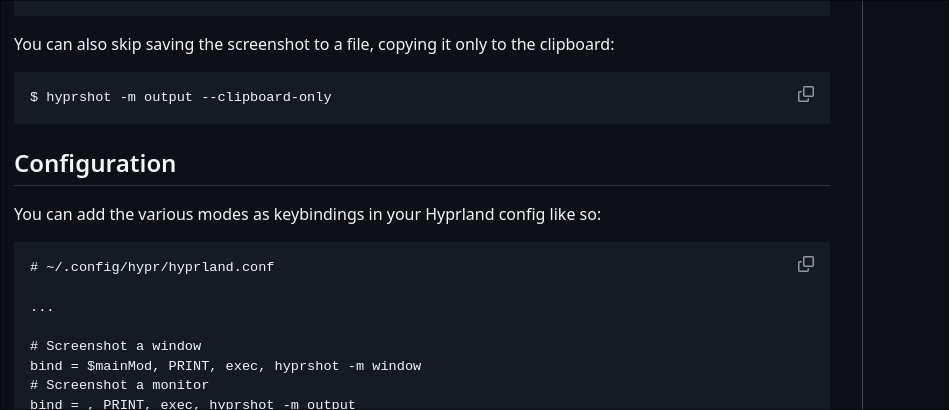 You can also skip saving the screenshot to a file, copying it only to the clipboard:
$ hyprshot -m output --clipboard-only
Configuration
You can add the various modes as keybindings in your Hyprland config like so:
# ~/.config/hypr/hyprland.conf
...
# Screenshot a window
bind = $mainMod, PRINT, exec, hyprshot -m window
# Screenshot a monitor
bind = , PRINT, exec, hyprshot -m output